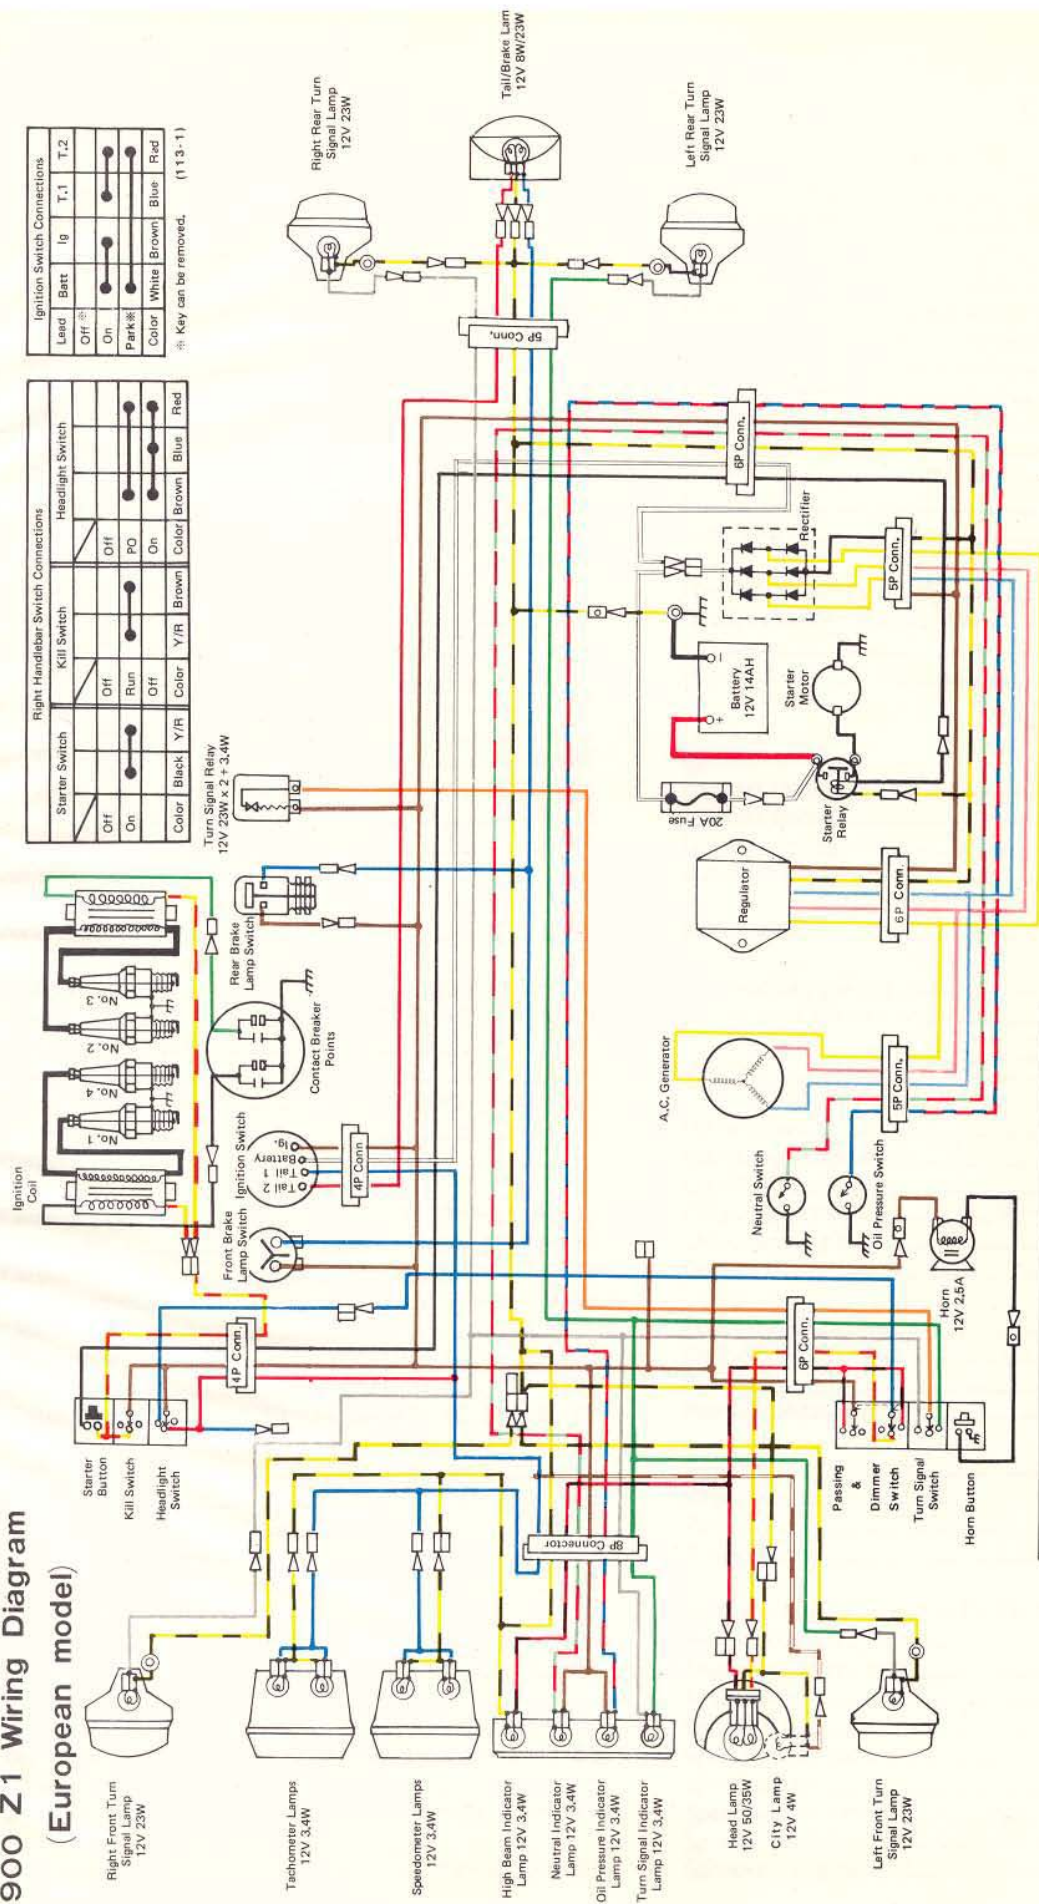 900 Z1 Wiring Diagram
(European model)
Right Handlebar Switch Connections
Starter Switch
Kill Switch
Headlight Switch
Off
Off
Off
On
Run
PO
Off
On
Color
Black
Y/R
Color
Y/R
Brown
Color
Brown
Blue
Red
Ignition Switch Connections
Lead
Batt
Ig
T.1
T.2
Off ※
On
Park※
Color
White
Brown
Blue
Red
※ Key can be removed.
(113-1)
Ignition
Coil
No. 1
No. 4
No. 2
No. 3
Contact Breaker
Points
Turn Signal Relay
12V 23W x 2 + 3.4W
Rear Brake
Lamp Switch
Ignition Switch
Ig.
Battery
Tail 1
Tail 2
4P Conn
Front Brake
Lamp Switch
4P Conn.
Starter
Button
Kill Switch
Headlight
Switch
Right Front Turn
Signal Lamp
12V 23W
Tachometer Lamps
12V 3.4W
Speedometer Lamps
12V 3.4W
High Beam Indicator
Lamp 12V 3.4W
Neutral Indicator
Lamp 12V 3.4W
Oil Pressure Indicator
Lamp 12V 3.4W
Turn Signal Indicator
Lamp 12V 3.4W
8P Connector
Head Lamp
12V 50/35W
City Lamp
12V 4W
Left Front Turn
Signal Lamp
12V 23W
Passing
&
Dimmer
Switch
Turn Signal
Switch
Horn Button
6P Conn.
Horn
12V 2.5A
Neutral Switch
Oil Pressure Switch
A.C. Generator
5P Conn.
Regulator
6P Conn.
20A Fuse
Starter
Relay
Starter
Motor
Battery
12V 14AH
+
−
Rectifier
5P Conn.
6P Conn.
5P Conn.
Right Rear Turn
Signal Lamp
12V 23W
Tail/Brake Lam
12V 8W/23W
Left Rear Turn
Signal Lamp
12V 23W